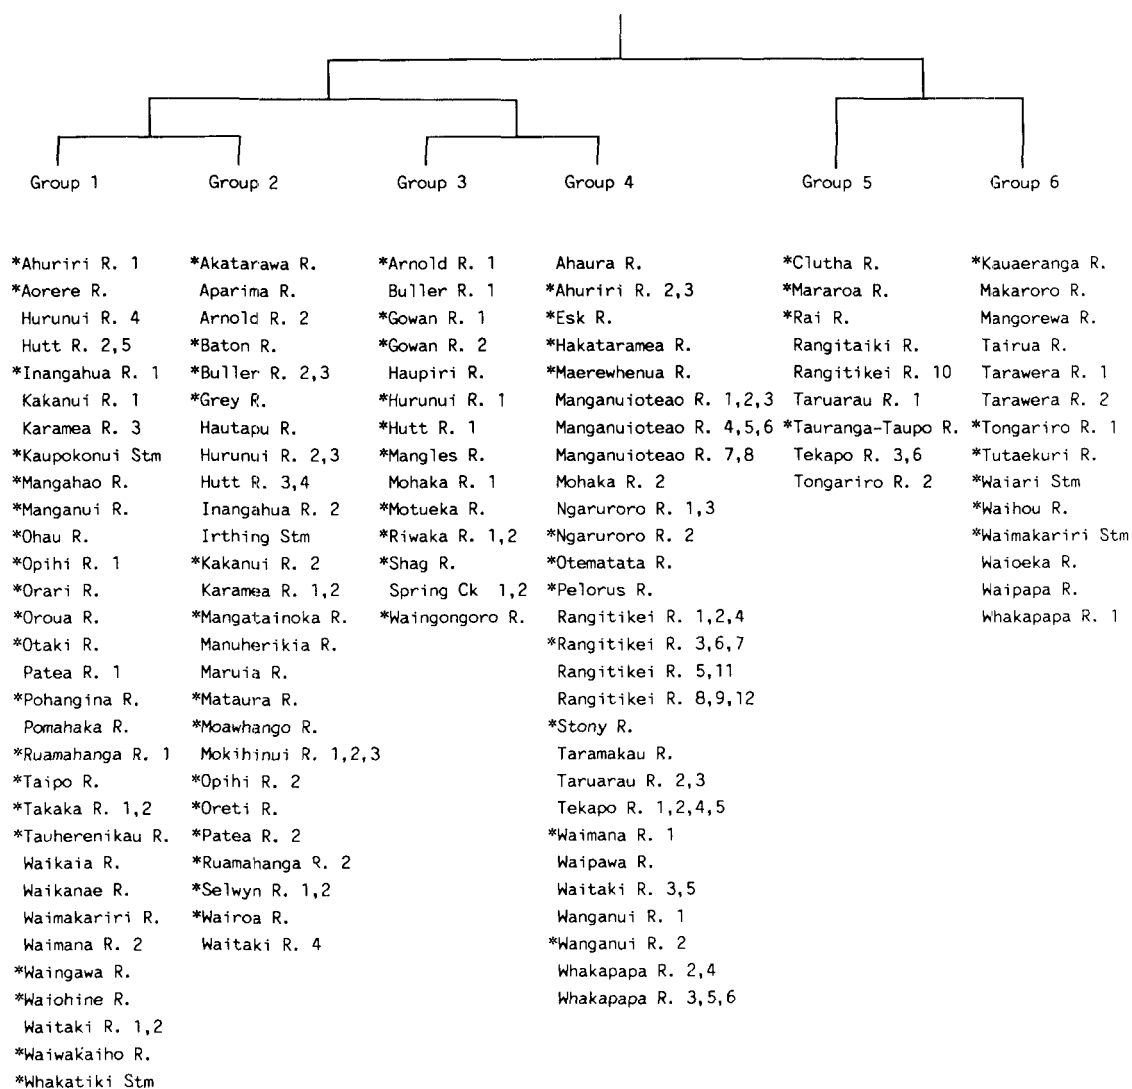 Group 1 Group 2 Group 3 Group 4 Group 5 Group 6
*Ahuriri R. 1 *Akatarawa R. *Arnold R. 1 Ahaura R. *Clutha R. *Kauaeranga R.
*Aorere R. Aparima R. Buller R. 1 *Ahuriri R. 2,3 *Mararoa R. Makaroro R.
Hurunui R. 4 Arnold R. 2 *Gowan R. 1 *Esk R. *Rai R. Mangorewa R.
Hutt R. 2,5 *Baton R. *Gowan R. 2 *Hakataramea R. Rangitaiki R. Tairua R.
*Inangahua R. 1 *Buller R. 2,3 Haupiri R. *Maerewhenua R. Rangitikei R. 10 Tarawera R. 1
Kakanui R. 1 *Grey R. *Hurunui R. 1 Manganuioteao R. 1,2,3 Taruarau R. 1 Tarawera R. 2
Karamea R. 3 Hautapu R. *Hutt R. 1 Manganuioteao R. 4,5,6 *Tauranga-Taupo R. *Tongariro R. 1
*Kaupokonui Stm Hurunui R. 2,3 *Mangles R. Manganuioteao R. 7,8 Tekapo R. 3,6 *Tutaekuri R.
*Mangahao R. Hutt R. 3,4 Mohaka R. 1 Mohaka R. 2 Tongariro R. 2 *Waiari Stm
*Manganui R. Inangahua R. 2 *Motueka R. Ngaruroro R. 1,3 *Waihou R.
*Ohau R. Irthing Stm *Riwaka R. 1,2 *Ngaruroro R. 2 *Waimakariri Stm
*Opihi R. 1 *Kakanui R. 2 *Shag R. *Otematata R. Waioeka R.
*Orari R. Karamea R. 1,2 Spring Ck 1,2 *Pelorus R. Waipapa R.
*Oroua R. *Mangatainoka R. *Waingongoro R. Rangitikei R. 1,2,4 Whakapapa R. 1
*Otaki R. Manuherikia R. *Rangitikei R. 3,6,7
Patea R. 1 Maruia R. Rangitikei R. 5,11
*Pohangina R. *Mataura R. Rangitikei R. 8,9,12
Pomahaka R. *Moawhango R. *Stony R.
*Ruamahanga R. 1 Mokihinui R. 1,2,3 Taramakau R.
*Taipo R. *Opihi R. 2 Taruarau R. 2,3
*Takaka R. 1,2 *Oreti R. Tekapo R. 1,2,4,5
*Tauherenikau R. *Patea R. 2 *Waimana R. 1
Waikaia R. *Ruamahanga R. 2 Waipawa R.
Waikanae R. *Selwyn R. 1,2 Waitaki R. 3,5
Waimakariri R. *Wairoa R. Wanganui R. 1
Waimana R. 2 Waitaki R. 4 *Wanganui R. 2
*Waingawa R. Whakapapa R. 2,4
*Waiohine R. Whakapapa R. 3,5,6
Waitaki R. 1,2
*Waiwakaiho R.
*Whakatiki Stm